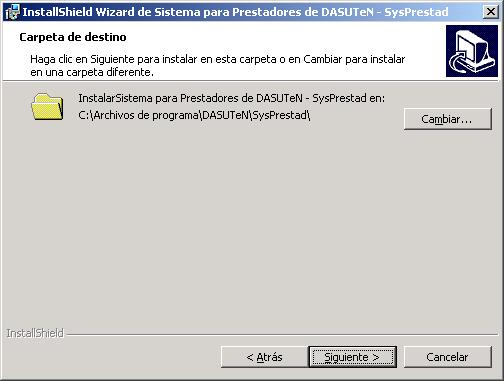 InstallShield Wizard de Sistema para Prestadores de DASUTeN - SysPrestad
Carpeta de destino
Haga clic en Siguiente para instalar en esta carpeta o en Cambiar para instalar
en una carpeta diferente.
InstalarSistema para Prestadores de DASUTeN - SysPrestad en:
C:\Archivos de programa\DASUTeN\SysPrestad\
Cambiar...
InstallShield
< Atrás
Siguiente >
Cancelar